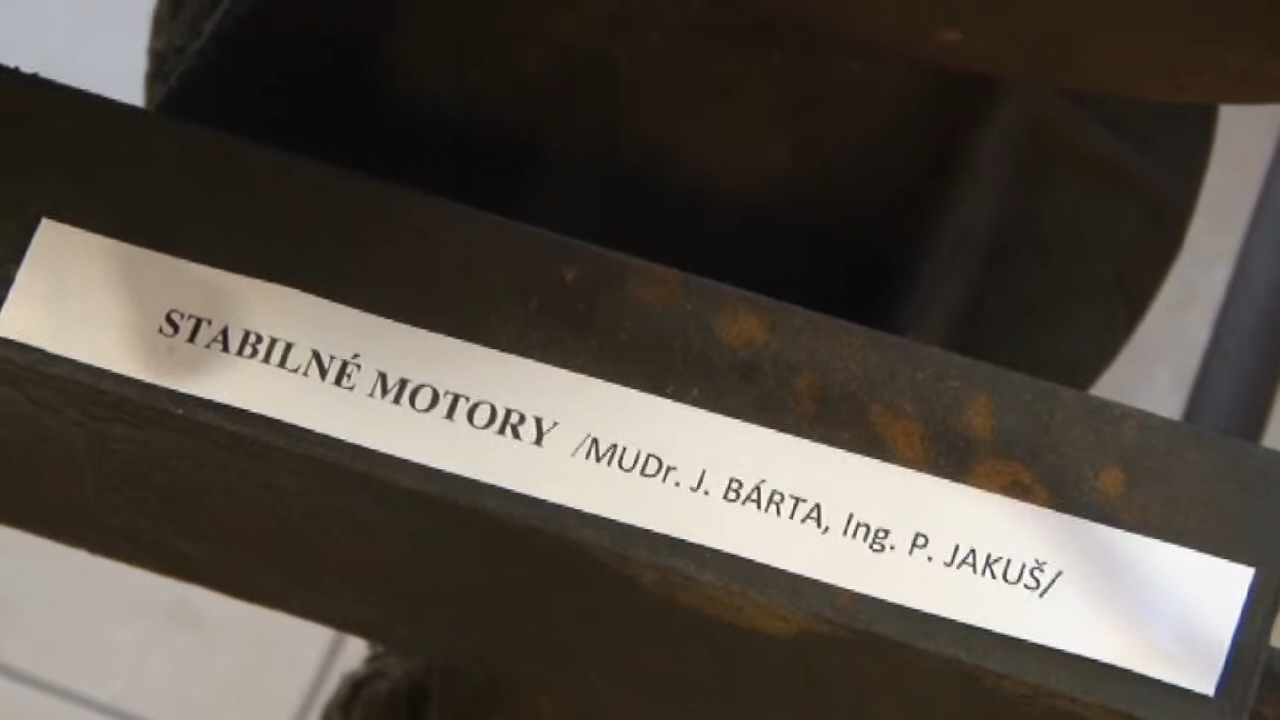 STABILNÉ MOTORY /MUDr. J. BÁRTA, Ing. P. JAKUŠ/